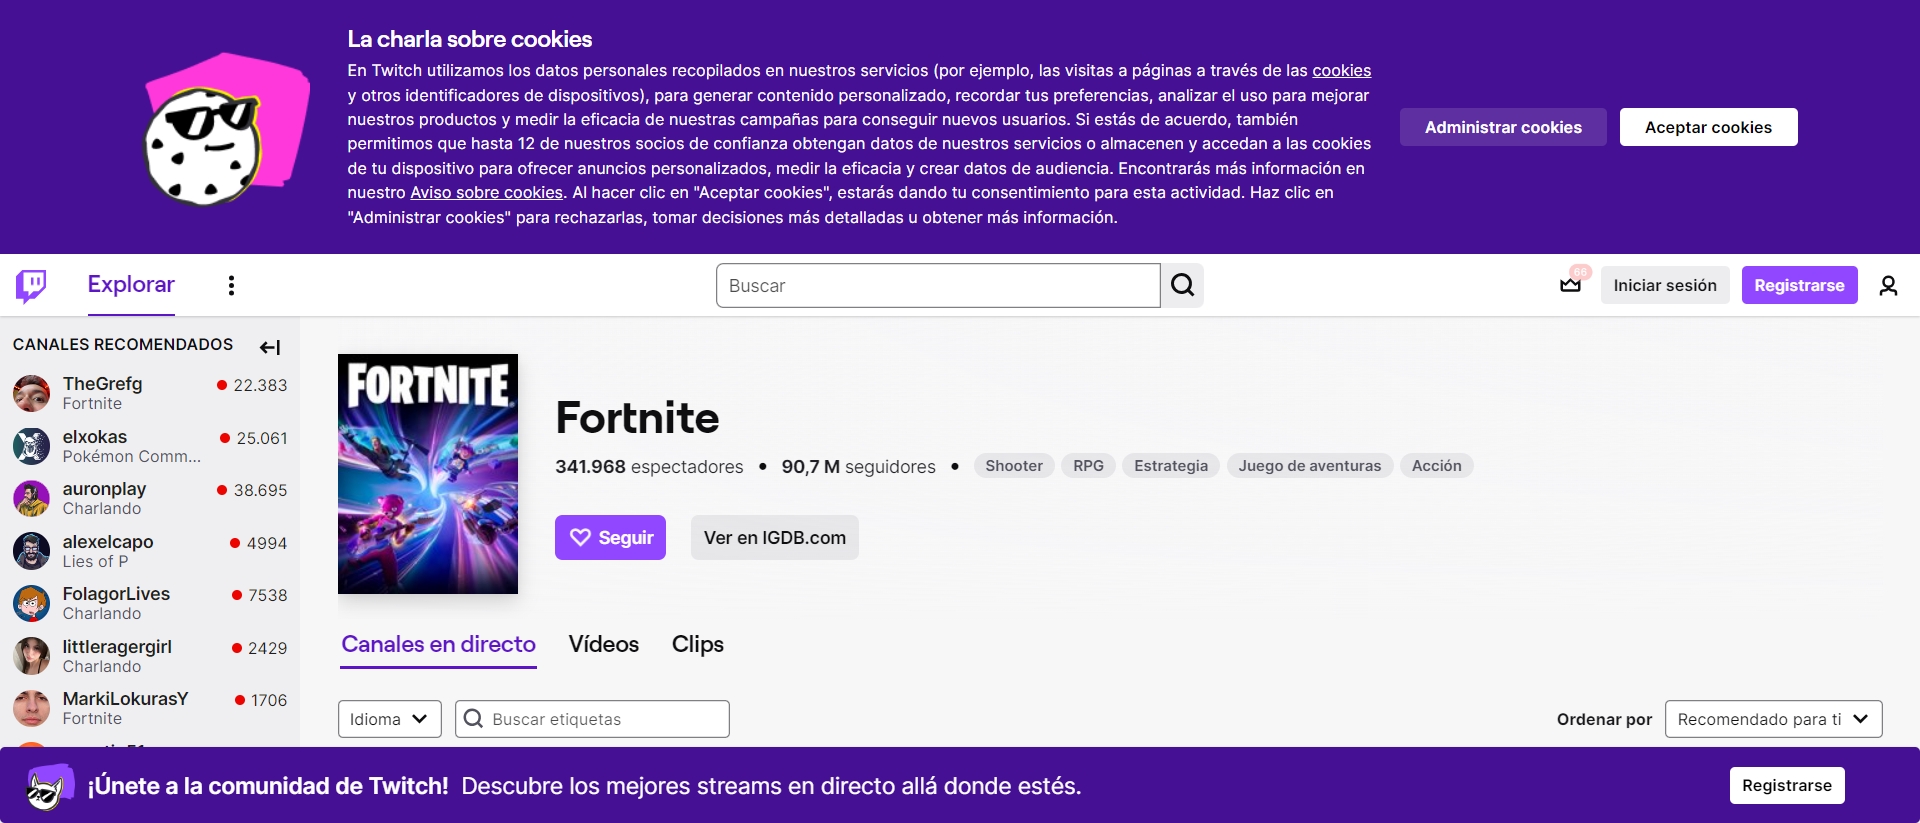 La charla sobre cookies
En Twitch utilizamos los datos personales recopilados en nuestros servicios (por ejemplo, las visitas a páginas a través de las cookies
y otros identificadores de dispositivos), para generar contenido personalizado, recordar tus preferencias, analizar el uso para mejorar
nuestros productos y medir la eficacia de nuestras campañas para conseguir nuevos usuarios. Si estás de acuerdo, también
permitimos que hasta 12 de nuestros socios de confianza obtengan datos de nuestros servicios o almacenen y accedan a las cookies
de tu dispositivo para ofrecer anuncios personalizados, medir la eficacia y crear datos de audiencia. Encontrarás más información en
nuestro Aviso sobre cookies. Al hacer clic en "Aceptar cookies", estarás dando tu consentimiento para esta actividad. Haz clic en
"Administrar cookies" para rechazarlas, tomar decisiones más detalladas u obtener más información.
Administrar cookies
Aceptar cookies
Explorar
Buscar
66
Iniciar sesión
Registrarse
CANALES RECOMENDADOS
TheGrefg 22.383
Fortnite
elxokas 25.061
Pokémon Comm...
auronplay 38.695
Charlando
alexelcapo 4994
Lies of P
FolagorLives 7538
Charlando
littleragergirl 2429
Charlando
MarkiLokurasY 1706
Fortnite
FORTNITE
Fortnite
341.968 espectadores • 90,7 M seguidores • Shooter RPG Estrategia Juego de aventuras Acción
Seguir
Ver en IGDB.com
Canales en directo Vídeos Clips
Idioma
Buscar etiquetas
Ordenar por
Recomendado para ti
¡Únete a la comunidad de Twitch! Descubre los mejores streams en directo allá donde estés.
Registrarse